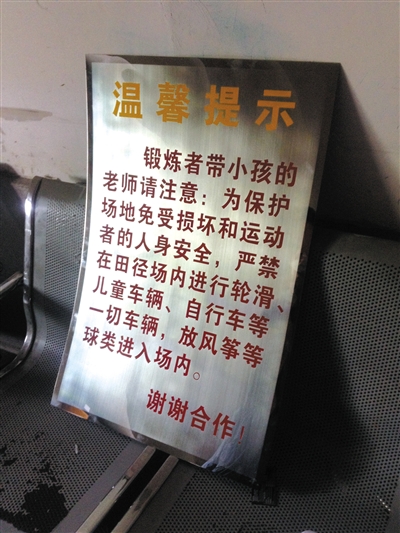 温馨提示
锻炼者带小孩的
老师请注意：为保护
场地免受损坏和运动
者的人身安全，严禁
在田径场内进行轮滑、
儿童车辆、自行车等
一切车辆，放风筝等
球类进入场内。
谢谢合作！